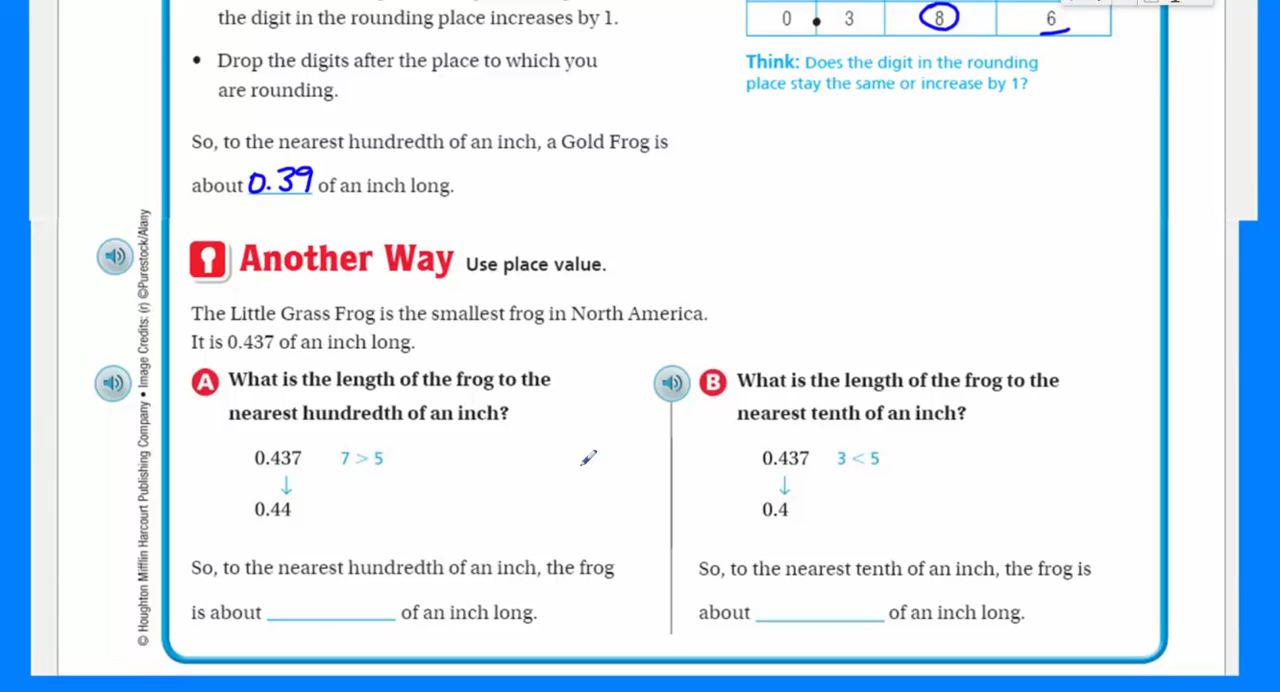 the digit in the rounding place increases by 1.
• Drop the digits after the place to which you
are rounding.
0 . 3 8 6
Think: Does the digit in the rounding
place stay the same or increase by 1?
So, to the nearest hundredth of an inch, a Gold Frog is
about 0.39 of an inch long.
© Houghton Mifflin Harcourt Publishing Company • Image Credits: (r) ©Purestock/Alamy
Another Way Use place value.
The Little Grass Frog is the smallest frog in North America.
It is 0.437 of an inch long.
A What is the length of the frog to the
nearest hundredth of an inch?
0.437 7 > 5
↓
0.44
So, to the nearest hundredth of an inch, the frog
is about ____________ of an inch long.
B What is the length of the frog to the
nearest tenth of an inch?
0.437 3 < 5
↓
0.4
So, to the nearest tenth of an inch, the frog is
about ____________ of an inch long.